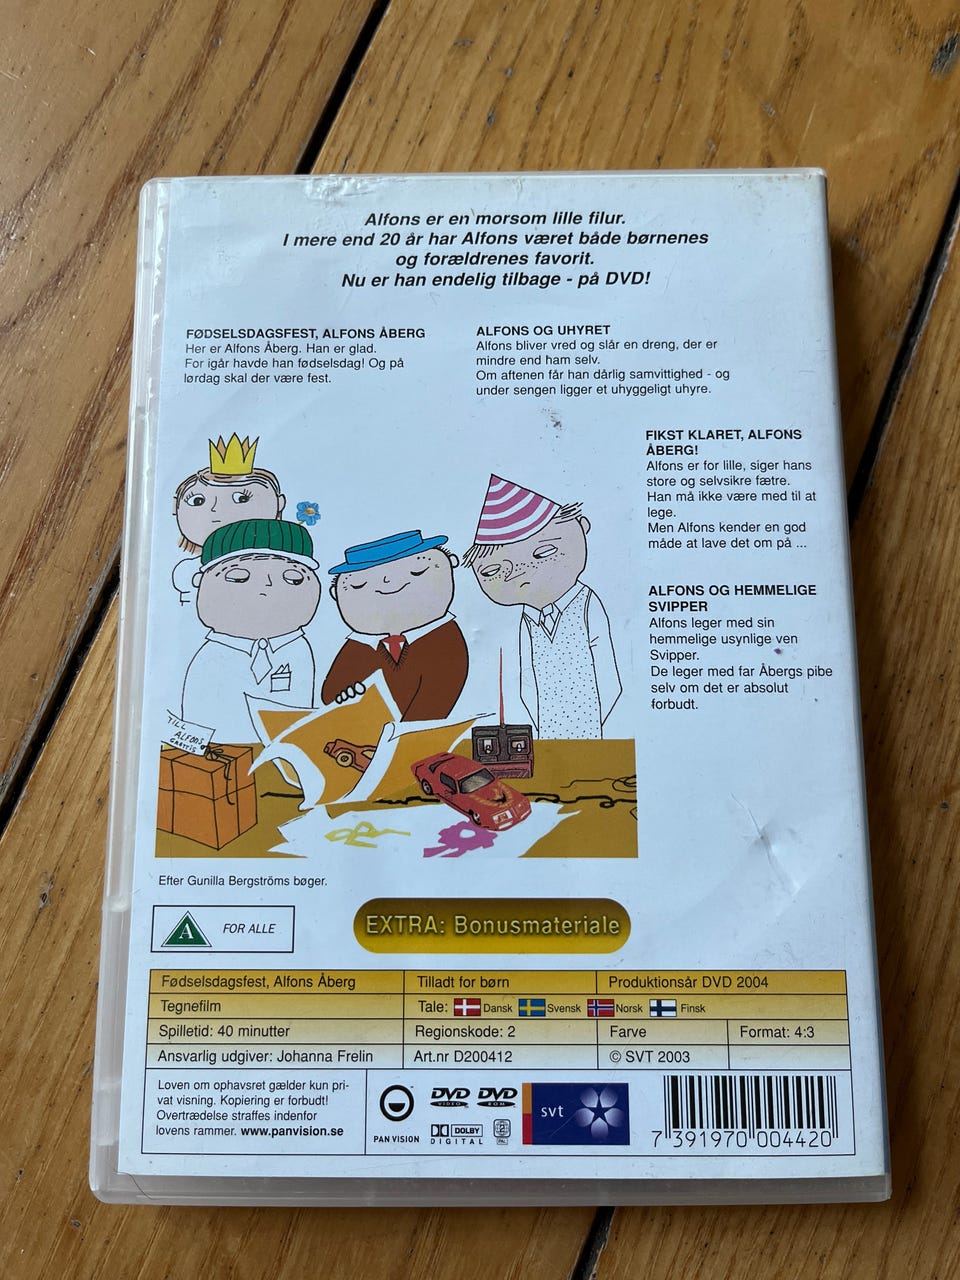 Alfons er en morsom lille filur.
I mere end 20 år har Alfons været både børnenes
og forældrenes favorit.
Nu er han endelig tilbage - på DVD!
FØDSELSDAGSFEST, ALFONS ÅBERG
Her er Alfons Åberg. Han er glad.
For igår havde han fødselsdag! Og på
lørdag skal der være fest.
ALFONS OG UHYRET
Alfons bliver vred og slår en dreng, der er
mindre end ham selv.
Om aftenen får han dårlig samvittighed - og
under sengen ligger et uhyggeligt uhyre.
FIKST KLARET, ALFONS
ÅBERG!
Alfons er for lille, siger hans
store og selvsikre fætre.
Han må ikke være med til at
lege.
Men Alfons kender en god
måde at lave det om på ...
ALFONS OG HEMMELIGE
SVIPPER
Alfons leger med sin
hemmelige usynlige ven
Svipper.
De leger med far Åbergs pibe
selv om det er absolut
forbudt.
TILL
ALFONS
GRATTIS
Efter Gunilla Bergströms bøger.
A FOR ALLE
EXTRA: Bonusmateriale
Fødselsdagsfest, Alfons Åberg Tilladt for børn Produktionsår DVD 2004
Tegnefilm Tale: Dansk Svensk Norsk Finsk
Spilletid: 40 minutter Regionskode: 2 Farve Format: 4:3
Ansvarlig udgiver: Johanna Frelin Art.nr D200412 © SVT 2003
Loven om ophavsret gælder kun pri-
vat visning. Kopiering er forbudt!
Overtrædelse straffes indenfor
lovens rammer. www.panvision.se
PAN VISION
DVD VIDEO DVD ROM
DOLBY DIGITAL
2 PAL
svt
7 391970 004420